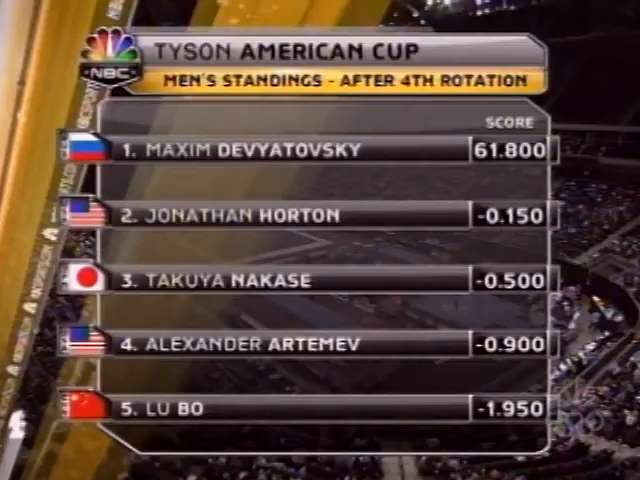 NBC
TYSON AMERICAN CUP
MEN'S STANDINGS - AFTER 4TH ROTATION
SCORE
1. MAXIM DEVYATOVSKY 61.800
2. JONATHAN HORTON -0.150
3. TAKUYA NAKASE -0.500
4. ALEXANDER ARTEMEV -0.900
5. LU BO -1.950